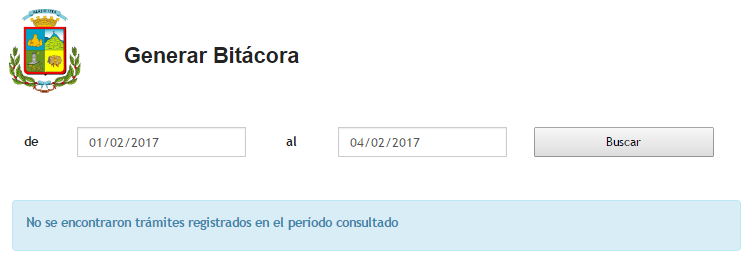 Generar Bitácora
de 01/02/2017 al 04/02/2017 Buscar
No se encontraron trámites registrados en el período consultado